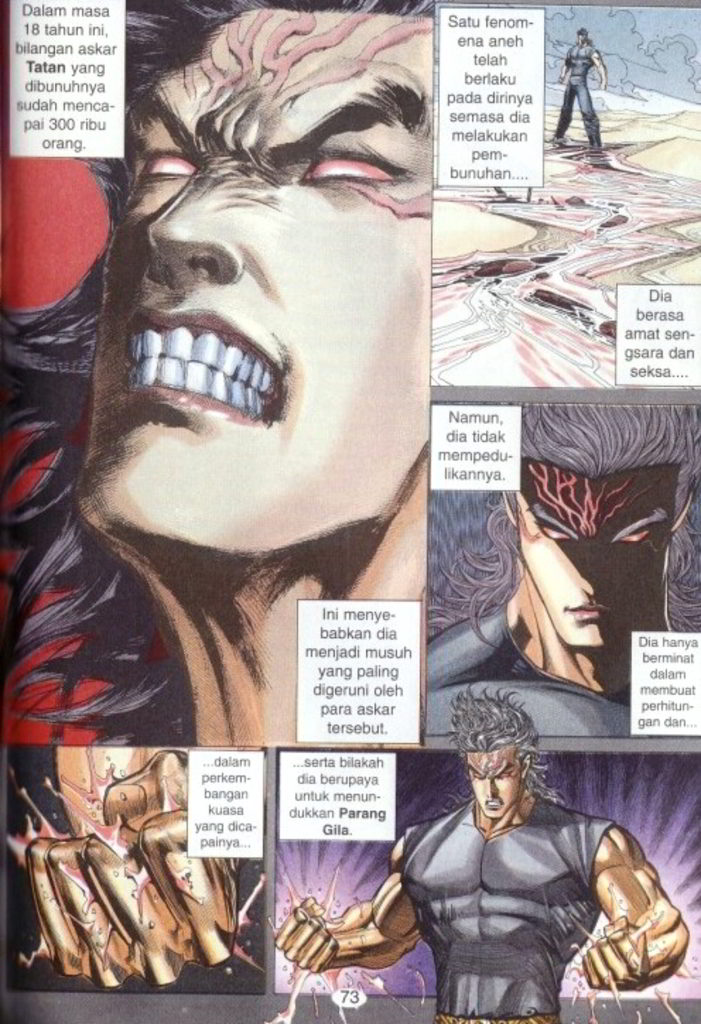 Dalam masa
18 tahun ini,
bilangan askar
Tatan yang
dibunuhnya
sudah menca-
pai 300 ribu
orang.
Satu fenom-
ena aneh
telah
berlaku
pada dirinya
semasa dia
melakukan
pem-
bunuhan....
Dia
berasa
amat sen-
gsara dan
seksa....
Ini menye-
babkan dia
menjadi musuh
yang paling
digeruni oleh
para askar
tersebut.
Namun,
dia tidak
mempedu-
likannya.
Dia hanya
berminat
dalam
membuat
perhitun-
gan dan...
...dalam
perkem-
bangan
kuasa
yang dica-
painya...
...serta bilakah
dia berupaya
untuk menun-
dukkan Parang
Gila.
73